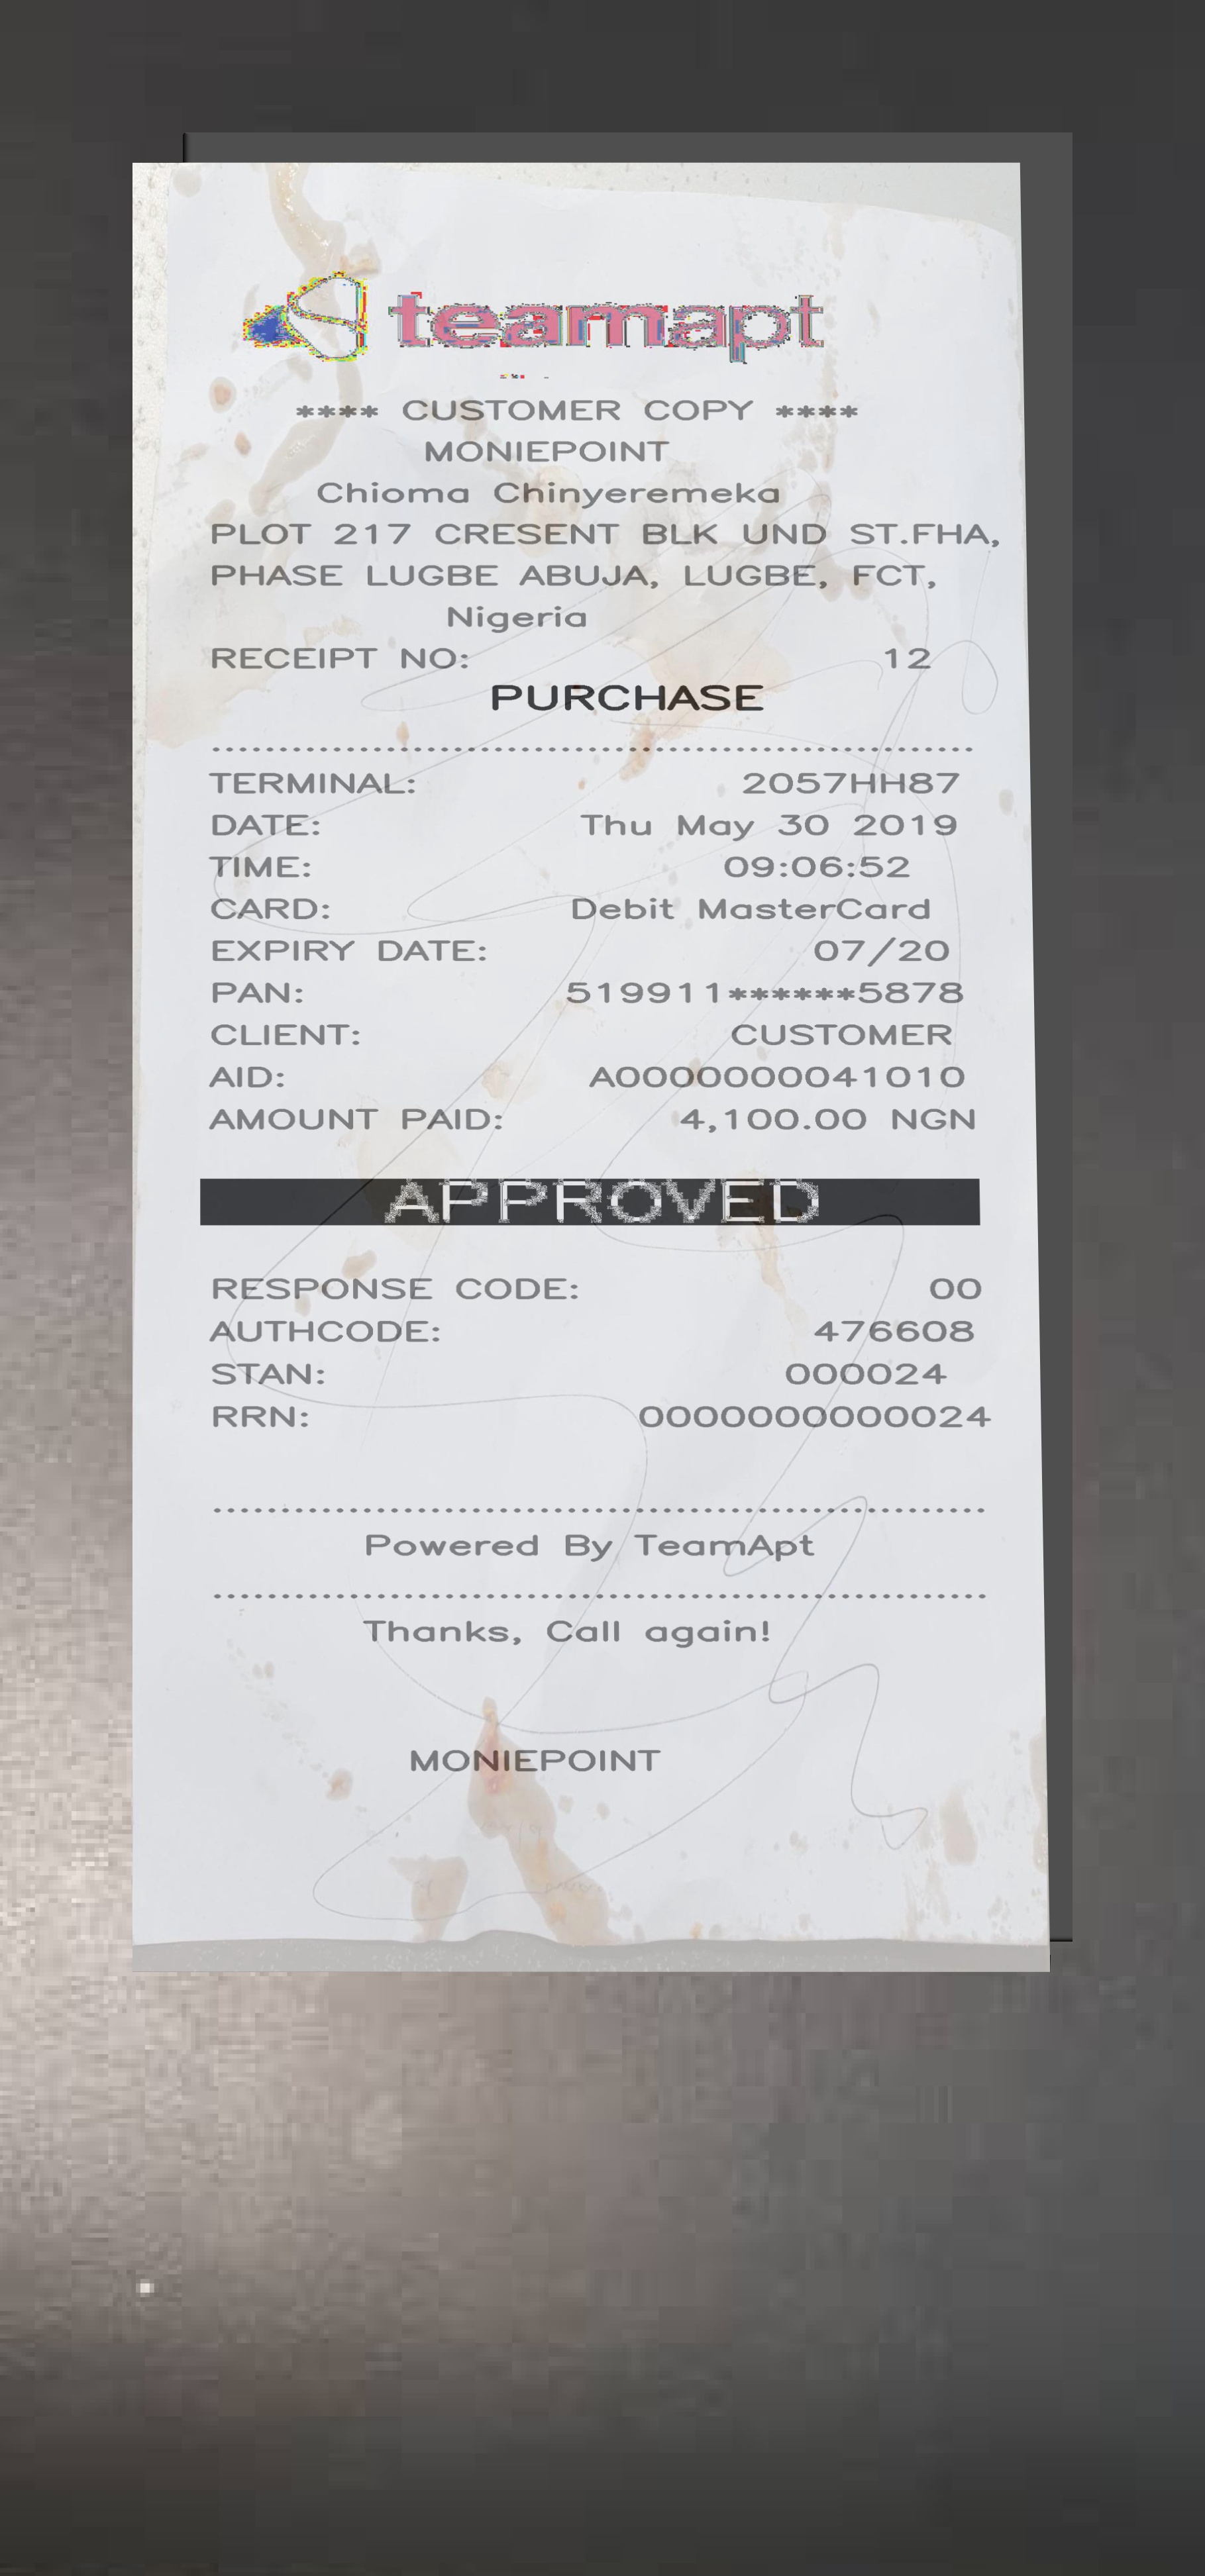 teamapt
**** CUSTOMER COPY ****
MONIEPOINT
Chioma Chinyeremeka
PLOT 217 CRESENT BLK UND ST.FHA,
PHASE LUGBE ABUJA, LUGBE, FCT,
Nigeria
RECEIPT NO: 12
PURCHASE
TERMINAL: 2057HH87
DATE: Thu May 30 2019
TIME: 09:06:52
CARD: Debit MasterCard
EXPIRY DATE: 07/20
PAN: 519911******5878
CLIENT: CUSTOMER
AID: A0000000041010
AMOUNT PAID: 4,100.00 NGN
APPROVED
RESPONSE CODE: 00
AUTHCODE: 476608
STAN: 000024
RRN: 0000000000024
Powered By TeamApt
Thanks, Call again!
MONIEPOINT